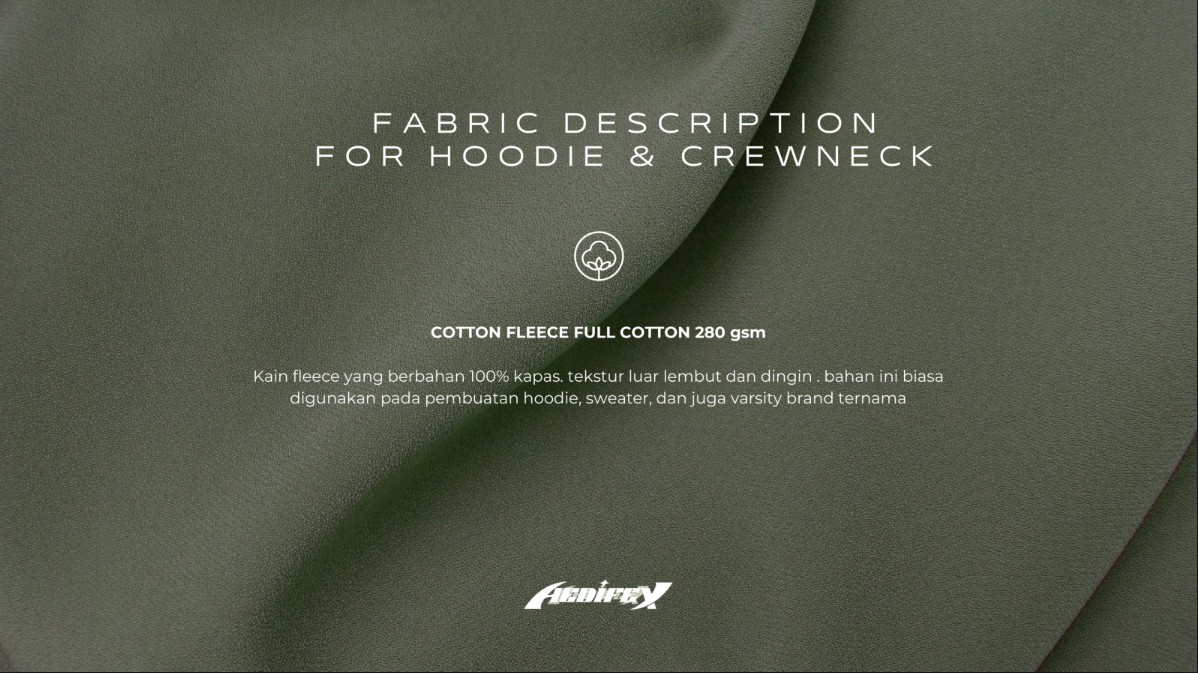 FABRIC DESCRIPTION
FOR HOODIE & CREWNECK
COTTON FLEECE FULL COTTON 280 gsm
Kain fleece yang berbahan 100% kapas. tekstur luar lembut dan dingin . bahan ini biasa
digunakan pada pembuatan hoodie, sweater, dan juga varsity brand ternama
AEDIFEX